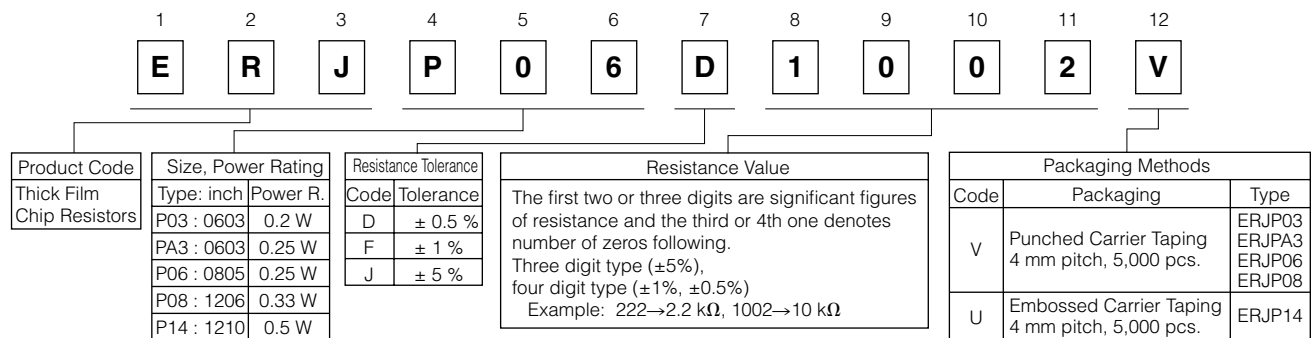 1 2 3 4 5 6 7 8 9 10 11 12
E R J P 0 6 D 1 0 0 2 V
Product Code
Thick Film
Chip Resistors
Size, Power Rating
Type: inch Power R.
P03 : 0603 0.2 W
PA3 : 0603 0.25 W
P06 : 0805 0.25 W
P08 : 1206 0.33 W
P14 : 1210 0.5 W
Resistance Tolerance
Code Tolerance
D ± 0.5 %
F ± 1 %
J ± 5 %
Resistance Value
The first two or three digits are significant figures
of resistance and the third or 4th one denotes
number of zeros following.
Three digit type (±5%),
four digit type (±1%, ±0.5%)
Example: 222→2.2 kΩ, 1002→10 kΩ
Packaging Methods
Code Packaging Type
V Punched Carrier Taping
4 mm pitch, 5,000 pcs.
ERJP03
ERJPA3
ERJP06
ERJP08
U Embossed Carrier Taping
4 mm pitch, 5,000 pcs.
ERJP14